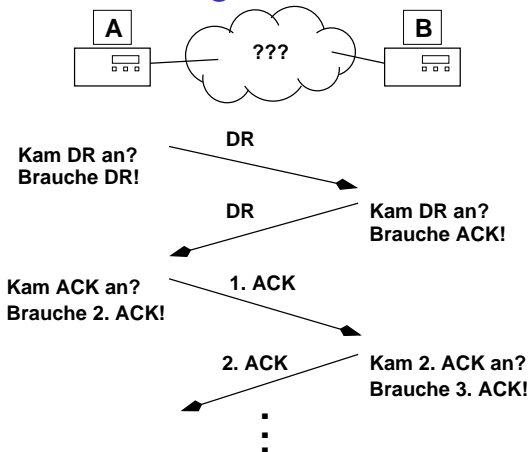 A
B
???
DR
Kam DR an?
Brauche DR!
DR
Kam DR an?
Brauche ACK!
Kam ACK an?
Brauche 2. ACK!
1. ACK
2. ACK
Kam 2. ACK an?
Brauche 3. ACK!